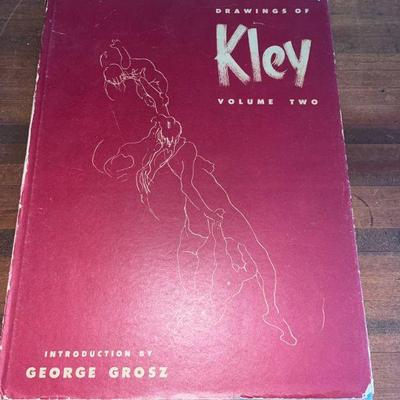 DRAWINGS OF
Kley
VOLUME TWO
INTRODUCTION BY
GEORGE GROSZ